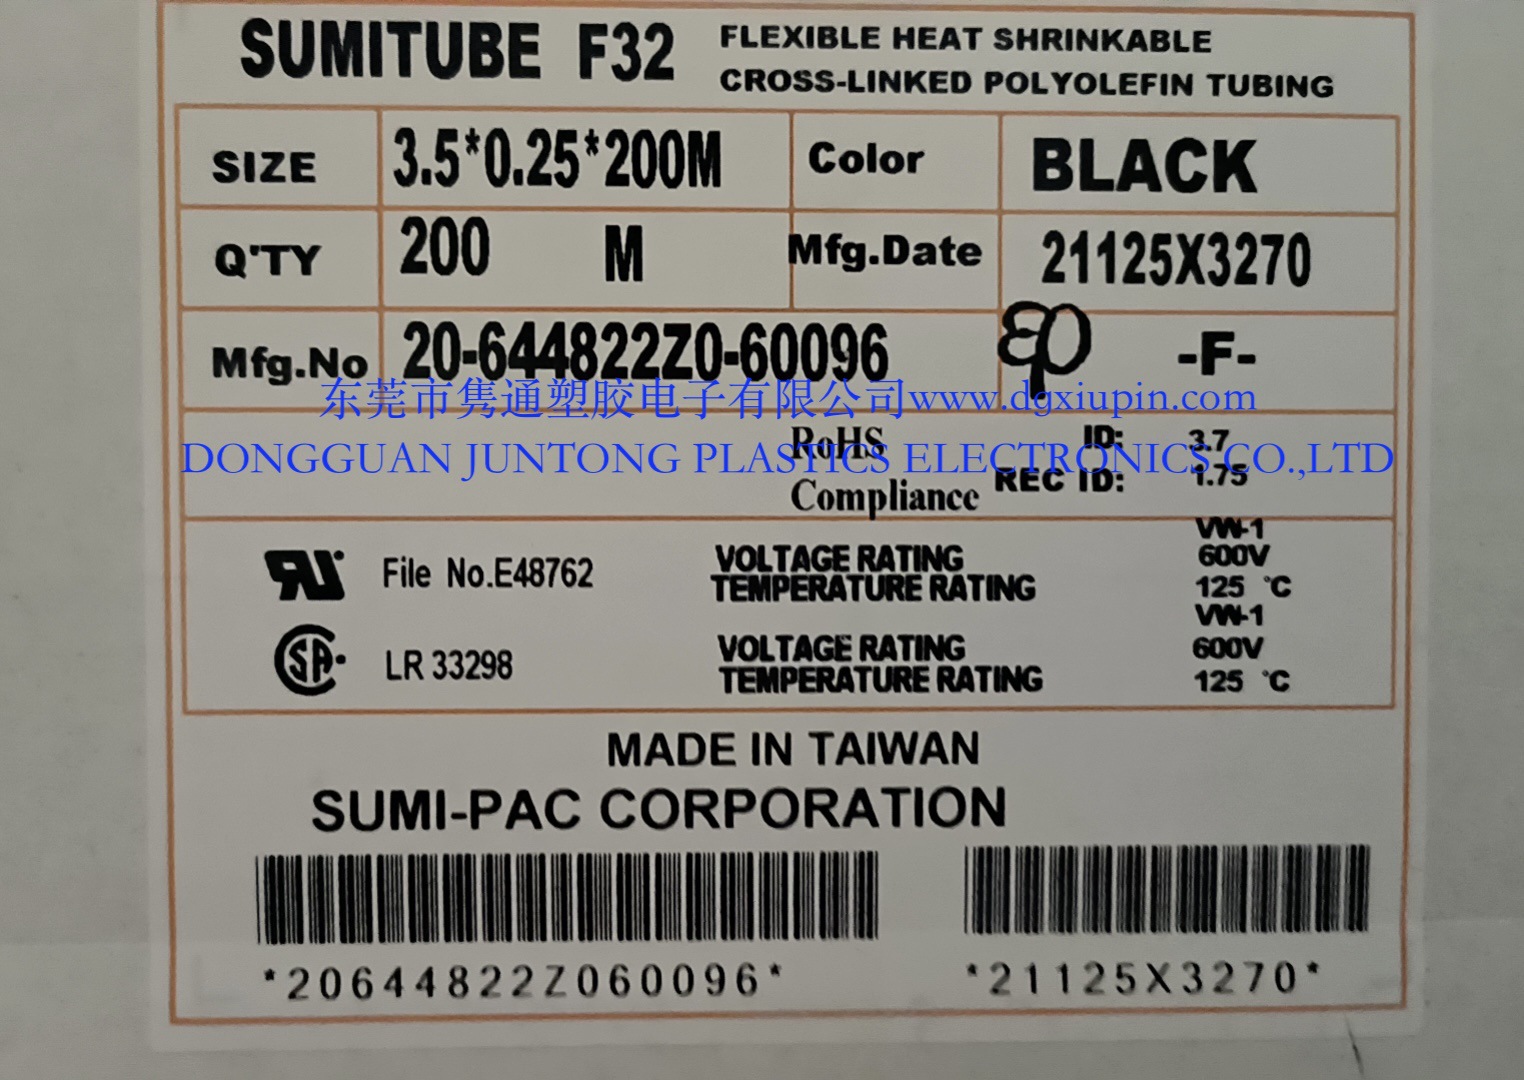 SUMITUBE F32 FLEXIBLE HEAT SHRINKABLE
CROSS-LINKED POLYOLEFIN TUBING
SIZE 3.5*0.25*200M Color BLACK
Q'TY 200 M Mfg.Date 21125X3270
Mfg.No 20-644822Z0-60096 -F-
东莞市隽通塑胶电子有限公司www.dgxiupin.com
RoHS ID: 3.7
DONGGUAN JUNTONG PLASTICS ELECTRONICS CO.,LTD
Compliance REC ID: 1.75
VW-1
File No.E48762 VOLTAGE RATING 600V
TEMPERATURE RATING 125 ℃
VW-1
LR 33298 VOLTAGE RATING 600V
TEMPERATURE RATING 125 ℃
MADE IN TAIWAN
SUMI-PAC CORPORATION
*20644822Z060096* *21125X3270*